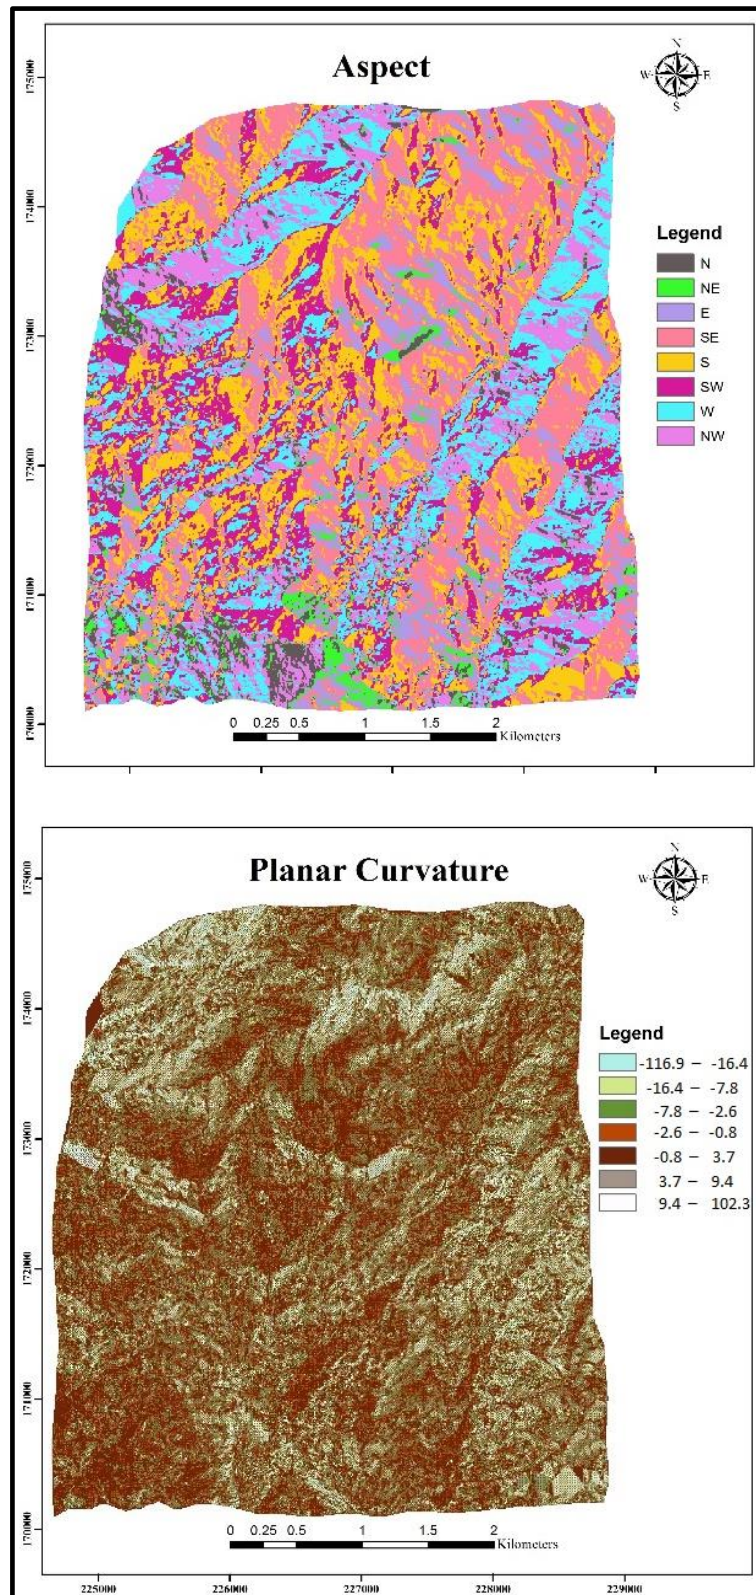 Aspect
N
W E
S
175000
174000
173000
172000
171000
170000
Legend
N
NE
E
SE
S
SW
W
NW
0 0.25 0.5 1 1.5 2
Kilometers
Planar Curvature
N
W E
S
175000
174000
173000
172000
171000
170000
Legend
-116.9 – -16.4
-16.4 – -7.8
-7.8 – -2.6
-2.6 – -0.8
-0.8 – 3.7
3.7 – 9.4
9.4 – 102.3
0 0.25 0.5 1 1.5 2
Kilometers
225000 226000 227000 228000 229000